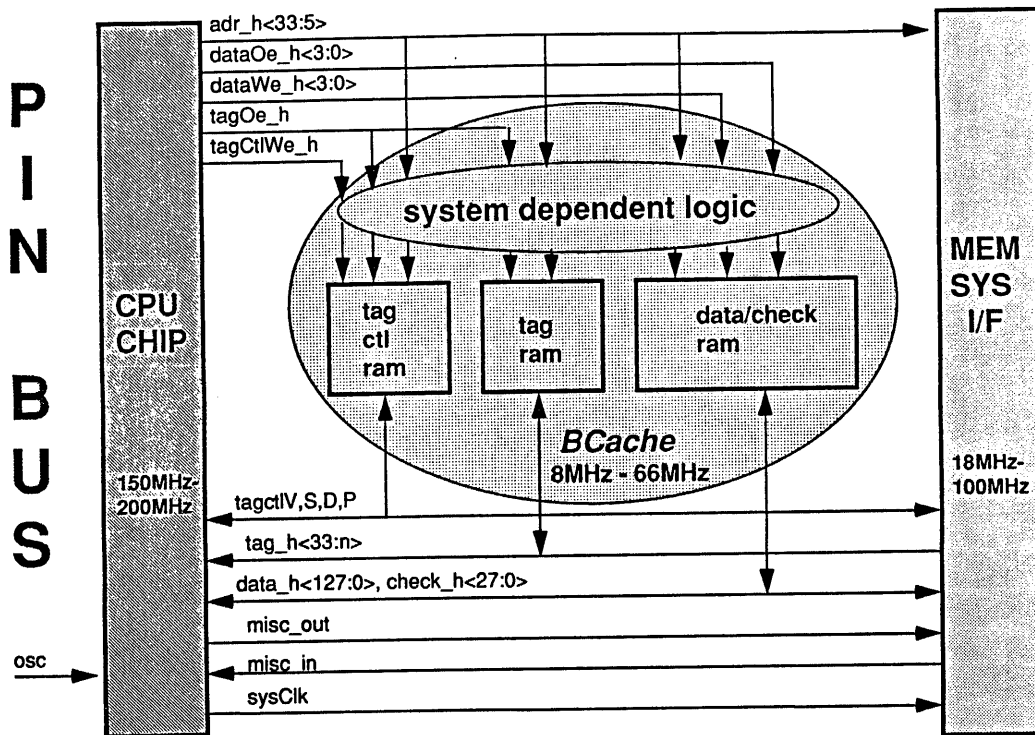 PIN BUS
adr_h<33:5>
dataOe_h<3:0>
dataWe_h<3:0>
tagOe_h
tagCtlWe_h
system dependent logic
CPU
CHIP
150MHz-
200MHz
tag
ctl
ram
tag
ram
data/check
ram
BCache
8MHz - 66MHz
MEM
SYS
I/F
18MHz-
100MHz
tagctlV,S,D,P
tag_h<33:n>
data_h<127:0>, check_h<27:0>
misc_out
osc
misc_in
sysClk